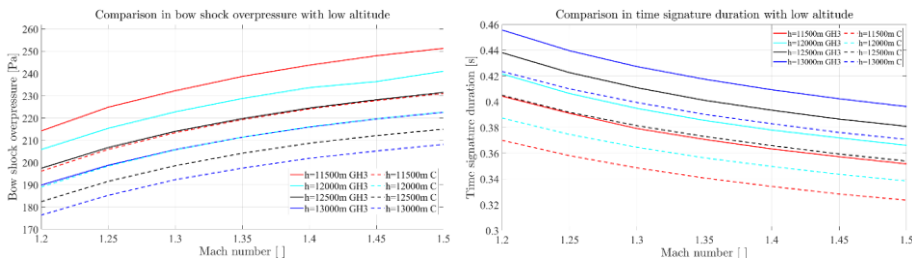 Comparison in bow shock overpressure with low altitude
Bow shock overpressure [Pa]
260
250
240
230
220
210
200
190
180
170
1.2 1.25 1.3 1.35 1.4 1.45 1.5
Mach number [ ]
h=11500m GH3 h=11500m C
h=12000m GH3 h=12000m C
h=12500m GH3 h=12500m C
h=13000m GH3 h=13000m C
Comparison in time signature duration with low altitude
Time signature duration [s]
0.46
0.44
0.42
0.4
0.38
0.36
0.34
0.32
0.3
1.2 1.25 1.3 1.35 1.4 1.45 1.5
Mach number [ ]
h=11500m GH3 h=11500m C
h=12000m GH3 h=12000m C
h=12500m GH3 h=12500m C
h=13000m GH3 h=13000m C